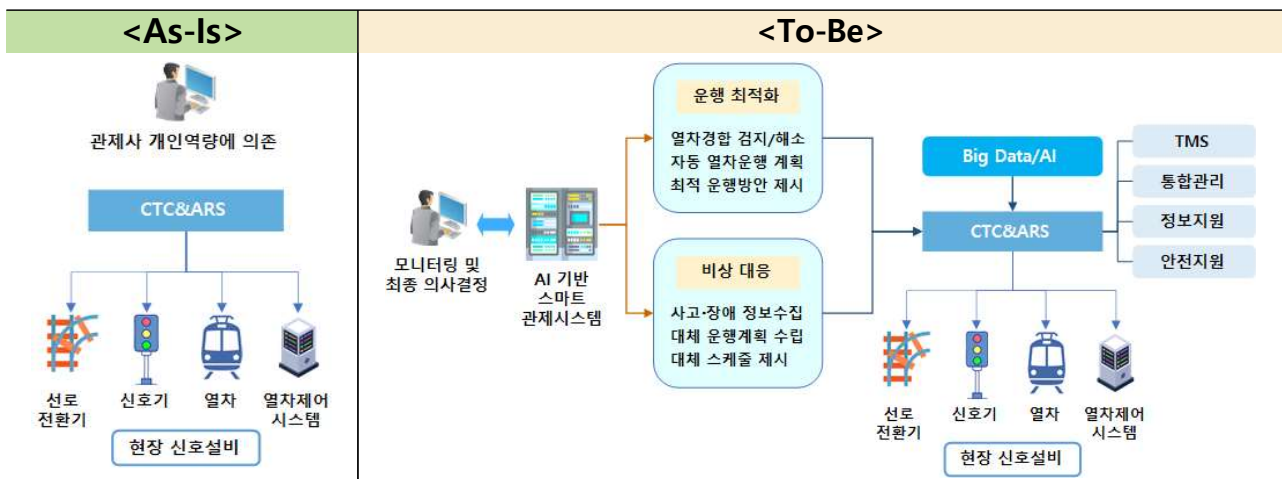 <As-Is>
관제사 개인역량에 의존
CTC&ARS
선로
전환기
신호기
열차
열차제어
시스템
현장 신호설비
<To-Be>
모니터링 및
최종 의사결정
AI 기반
스마트
관제시스템
운행 최적화
열차경합 검지/해소
자동 열차운행 계획
최적 운행방안 제시
비상 대응
사고·장애 정보수집
대체 운행계획 수립
대체 스케줄 제시
Big Data/AI
CTC&ARS
TMS
통합관리
정보지원
안전지원
선로
전환기
신호기
열차
열차제어
시스템
현장 신호설비